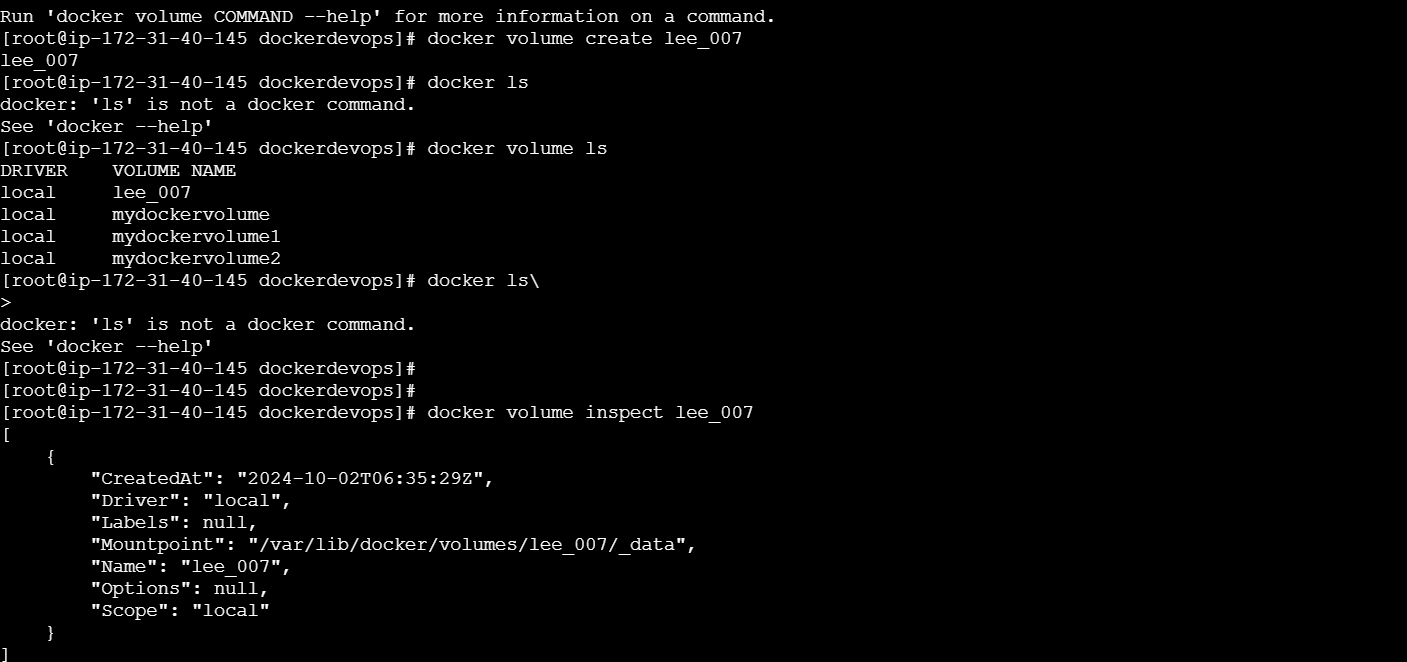 Run 'docker volume COMMAND --help' for more information on a command.
[root@ip-172-31-40-145 dockerdevops]# docker volume create lee_007
lee_007
[root@ip-172-31-40-145 dockerdevops]# docker ls
docker: 'ls' is not a docker command.
See 'docker --help'
[root@ip-172-31-40-145 dockerdevops]# docker volume ls
DRIVER    VOLUME NAME
local     lee_007
local     mydockervolume
local     mydockervolume1
local     mydockervolume2
[root@ip-172-31-40-145 dockerdevops]# docker ls\
>
docker: 'ls' is not a docker command.
See 'docker --help'
[root@ip-172-31-40-145 dockerdevops]#
[root@ip-172-31-40-145 dockerdevops]#
[root@ip-172-31-40-145 dockerdevops]# docker volume inspect lee_007
[
    {
        "CreatedAt": "2024-10-02T06:35:29Z",
        "Driver": "local",
        "Labels": null,
        "Mountpoint": "/var/lib/docker/volumes/lee_007/_data",
        "Name": "lee_007",
        "Options": null,
        "Scope": "local"
    }
]